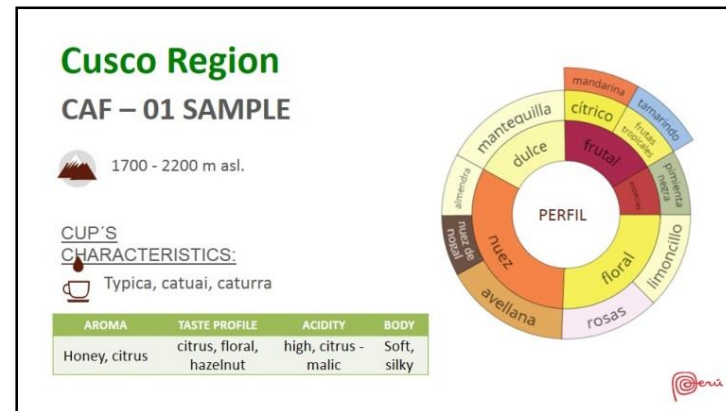 Cusco Region
CAF – 01 SAMPLE
1700 - 2200 m asl.
CUP´S
CHARACTERISTICS:
Typica, catuai, caturra
AROMA TASTE PROFILE ACIDITY BODY
Honey, citrus
citrus, floral,
hazelnut
high, citrus -
malic
Soft,
silky
PERFIL
frutal
cítrico
mandarina
frutas
tropicales
tamarindo
especias
pimienta
negra
floral
limoncillo
rosas
nuez
avellana
nuez de
nogal
almendra
dulce
mantequilla
Perú